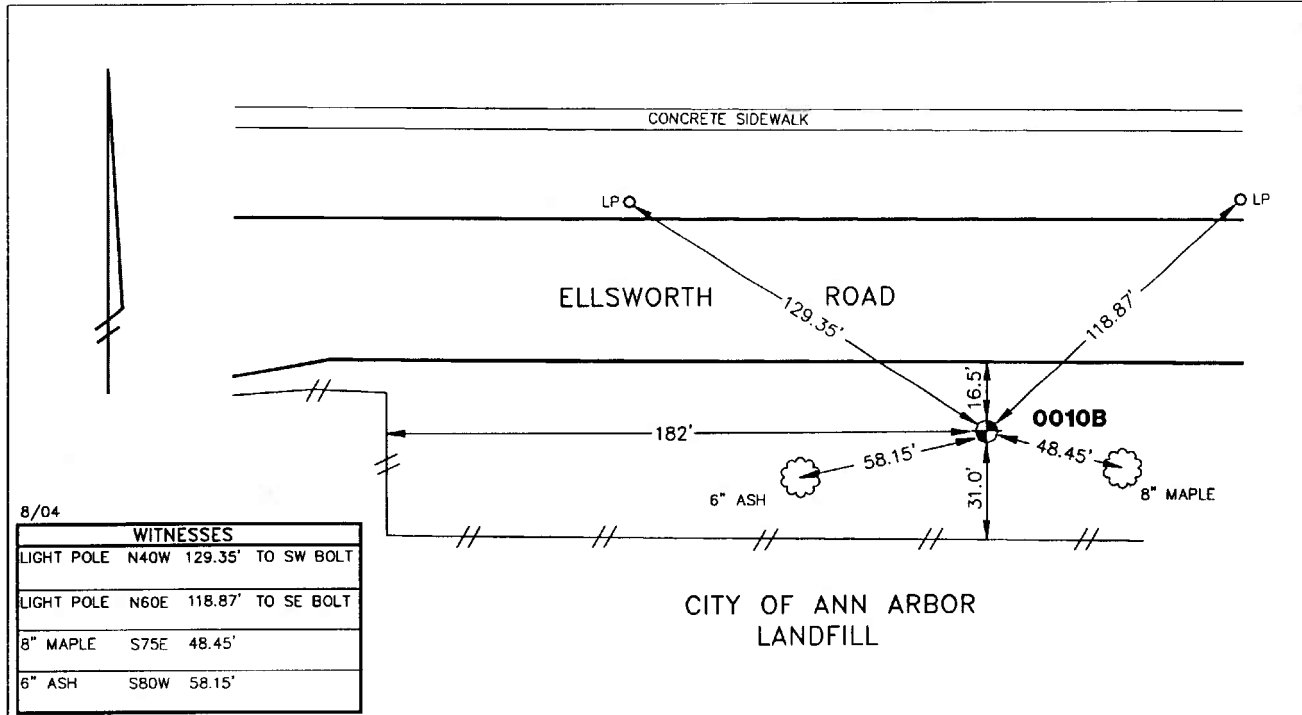 CONCRETE SIDEWALK
LP
LP
ELLSWORTH ROAD
129.35'
118.87'
16.5'
0010B
182'
58.15'
48.45'
6" ASH
31.0'
8" MAPLE
8/04
WITNESSES
LIGHT POLE N40W 129.35' TO SW BOLT
LIGHT POLE N60E 118.87' TO SE BOLT
8" MAPLE S75E 48.45'
6" ASH S80W 58.15'
CITY OF ANN ARBOR
LANDFILL